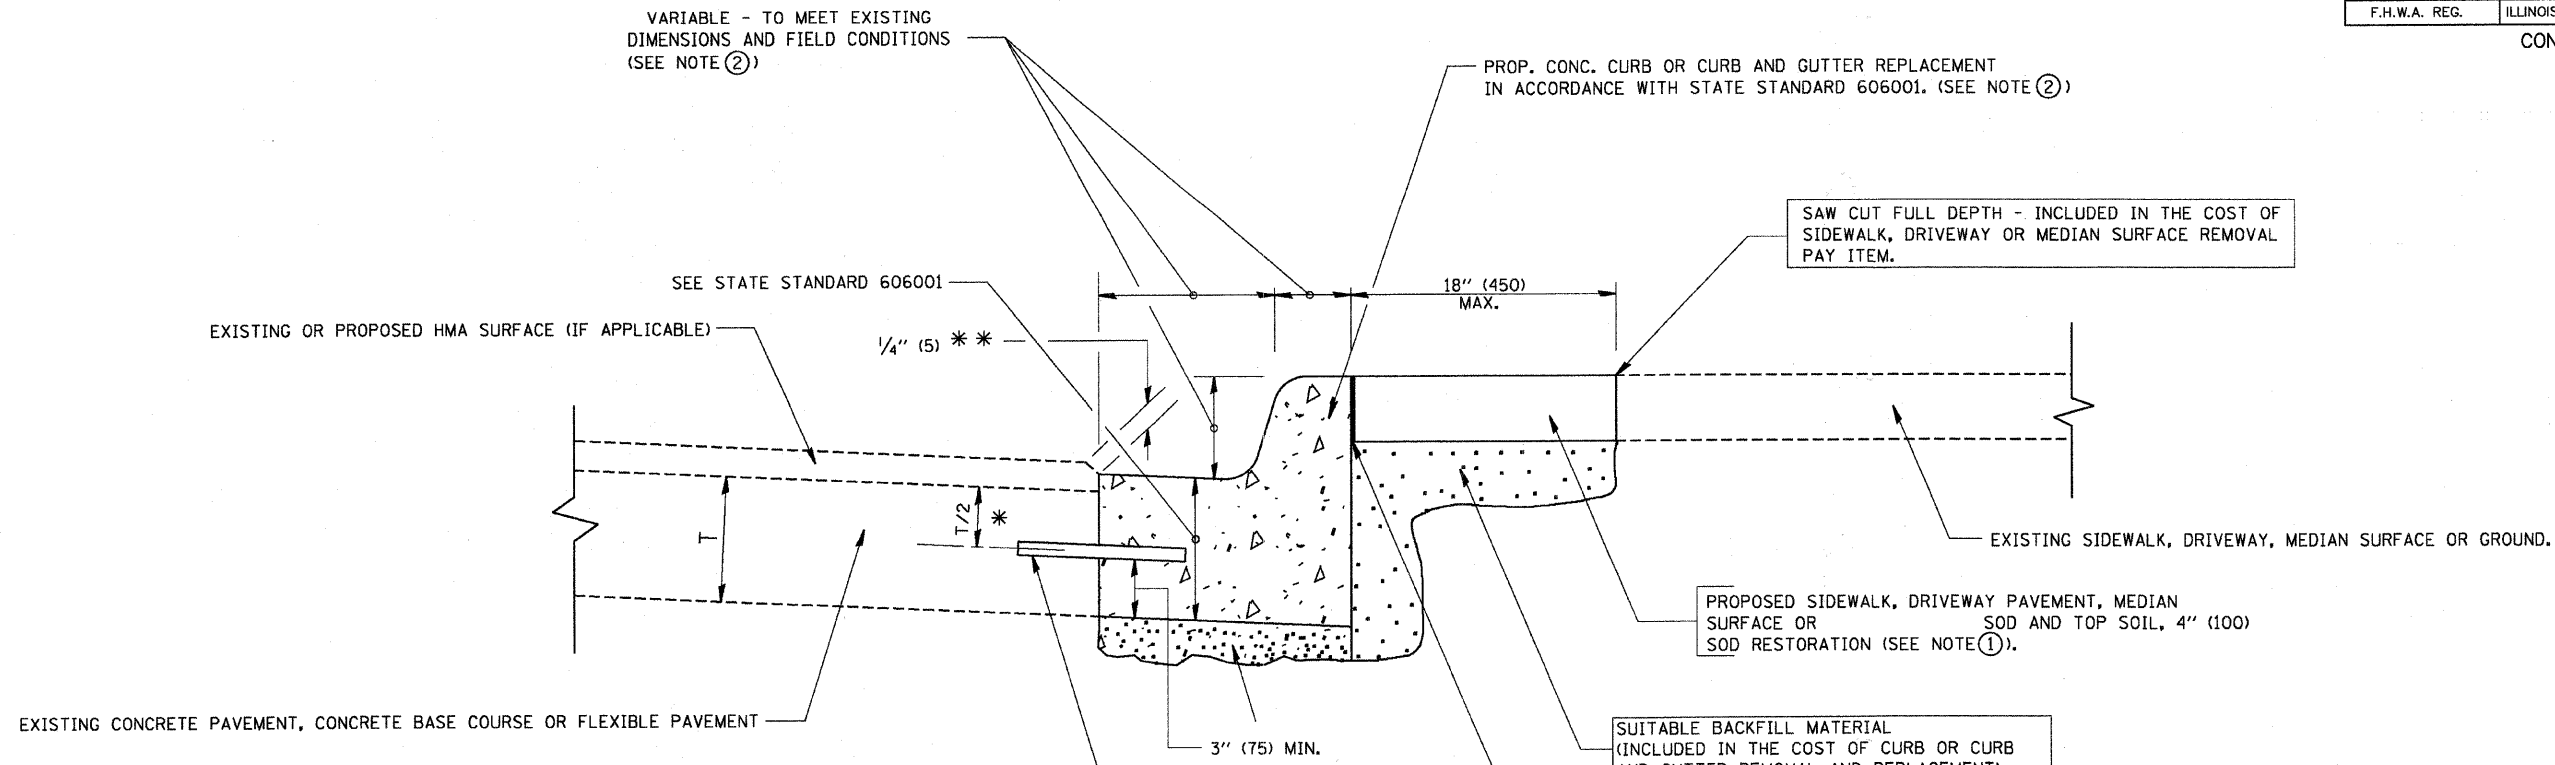 VARIABLE - TO MEET EXISTING
DIMENSIONS AND FIELD CONDITIONS
(SEE NOTE ②)
F.H.W.A. REG.
ILLINOIS
CON
PROP. CONC. CURB OR CURB AND GUTTER REPLACEMENT
IN ACCORDANCE WITH STATE STANDARD 606001. (SEE NOTE ②)
SAW CUT FULL DEPTH - INCLUDED IN THE COST OF
SIDEWALK, DRIVEWAY OR MEDIAN SURFACE REMOVAL
PAY ITEM.
SEE STATE STANDARD 606001
18" (450)
MAX.
EXISTING OR PROPOSED HMA SURFACE (IF APPLICABLE)
1/4" (5) * *
T
T/2 *
EXISTING SIDEWALK, DRIVEWAY, MEDIAN SURFACE OR GROUND.
PROPOSED SIDEWALK, DRIVEWAY PAVEMENT, MEDIAN
SURFACE OR SOD AND TOP SOIL, 4" (100)
SOD RESTORATION (SEE NOTE ①).
EXISTING CONCRETE PAVEMENT, CONCRETE BASE COURSE OR FLEXIBLE PAVEMENT
3" (75) MIN.
SUITABLE BACKFILL MATERIAL
(INCLUDED IN THE COST OF CURB OR CURB
AND GUTTER REMOVAL AND REPLACEMENT)